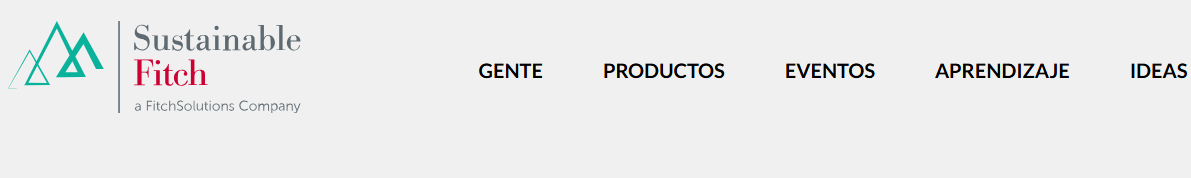 Sustainable
Fitch
a FitchSolutions Company
GENTE PRODUCTOS EVENTOS APRENDIZAJE IDEAS